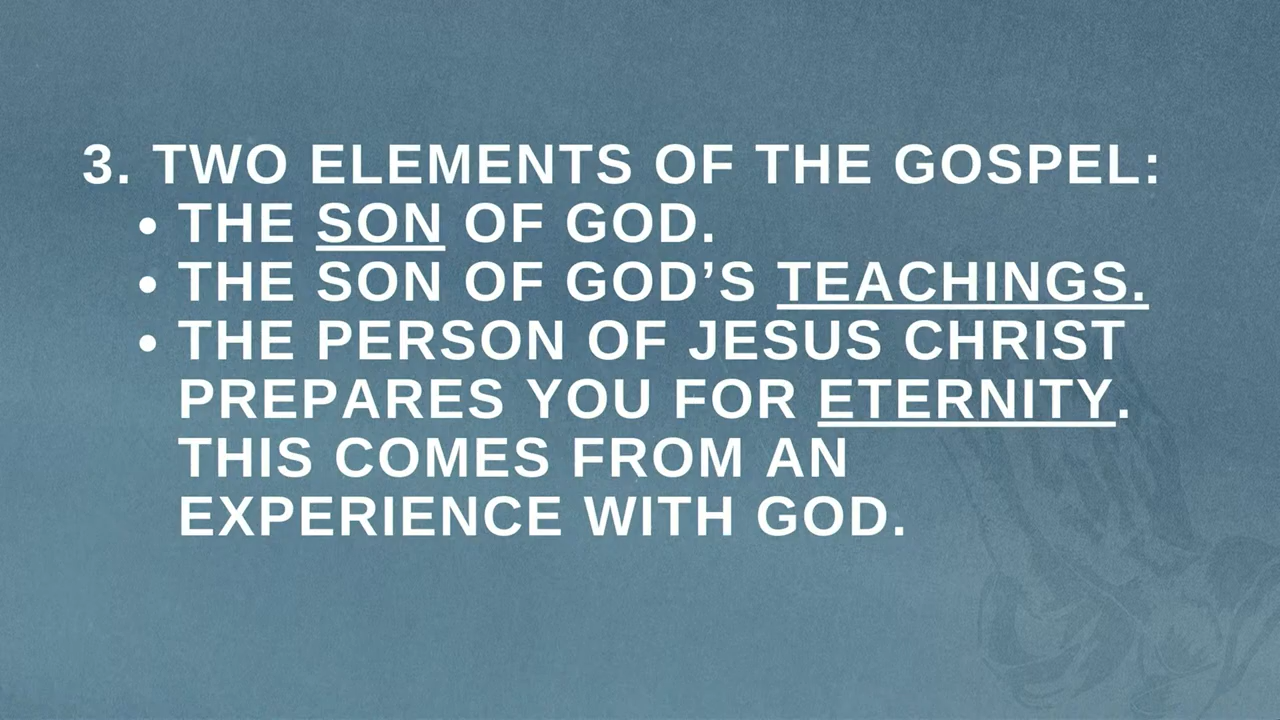 3. TWO ELEMENTS OF THE GOSPEL:
• THE SON OF GOD.
• THE SON OF GOD’S TEACHINGS.
• THE PERSON OF JESUS CHRIST
PREPARES YOU FOR ETERNITY.
THIS COMES FROM AN
EXPERIENCE WITH GOD.